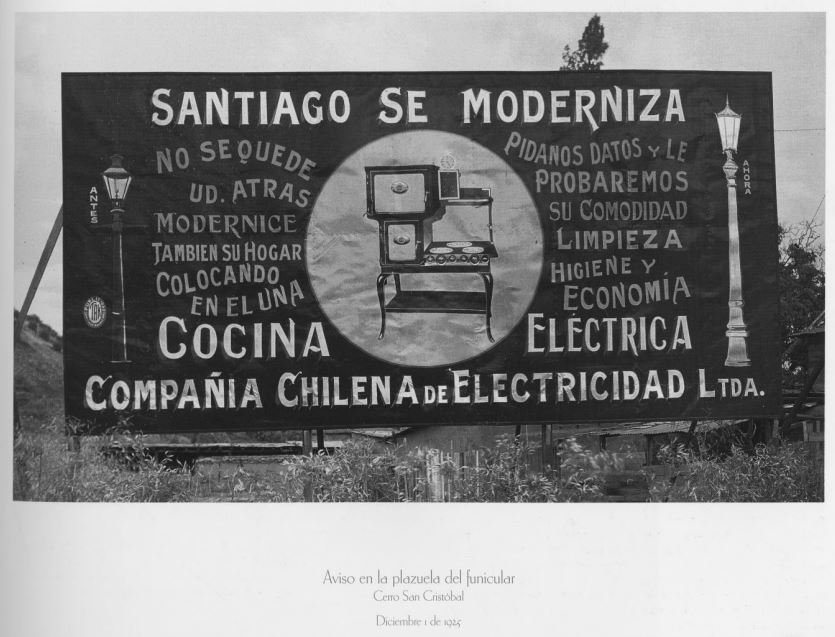 SANTIAGO SE MODERNIZA
NO SE QUEDE
UD. ATRAS
MODERNICE
TAMBIEN SU HOGAR
COLOCANDO
EN EL UNA
PIDANOS DATOS Y LE
PROBAREMOS
SU COMODIDAD
LIMPIEZA
HIGIENE Y
ECONOMÍA
ANTES
AHORA
COCINA ELÉCTRICA
COMPAÑIA CHILENA DE ELECTRICIDAD LTDA.
Aviso en la plazuela del funicular
Cerro San Cristóbal
Diciembre 1 de 1925